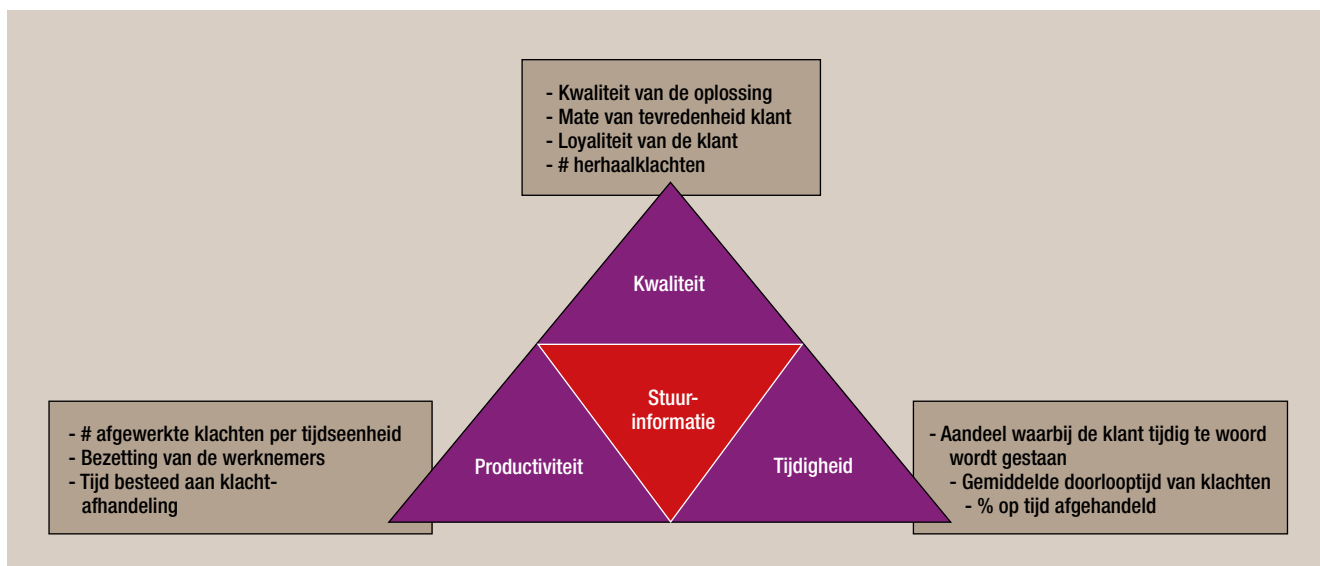 - Kwaliteit van de oplossing
- Mate van tevredenheid klant
- Loyaliteit van de klant
- # herhaalklachten
Kwaliteit
Stuur-
informatie
Productiviteit
Tijdigheid
- # afgewerkte klachten per tijdseenheid
- Bezetting van de werknemers
- Tijd besteed aan klacht-
afhandeling
- Aandeel waarbij de klant tijdig te woord
wordt gestaan
- Gemiddelde doorlooptijd van klachten
- % op tijd afgehandeld